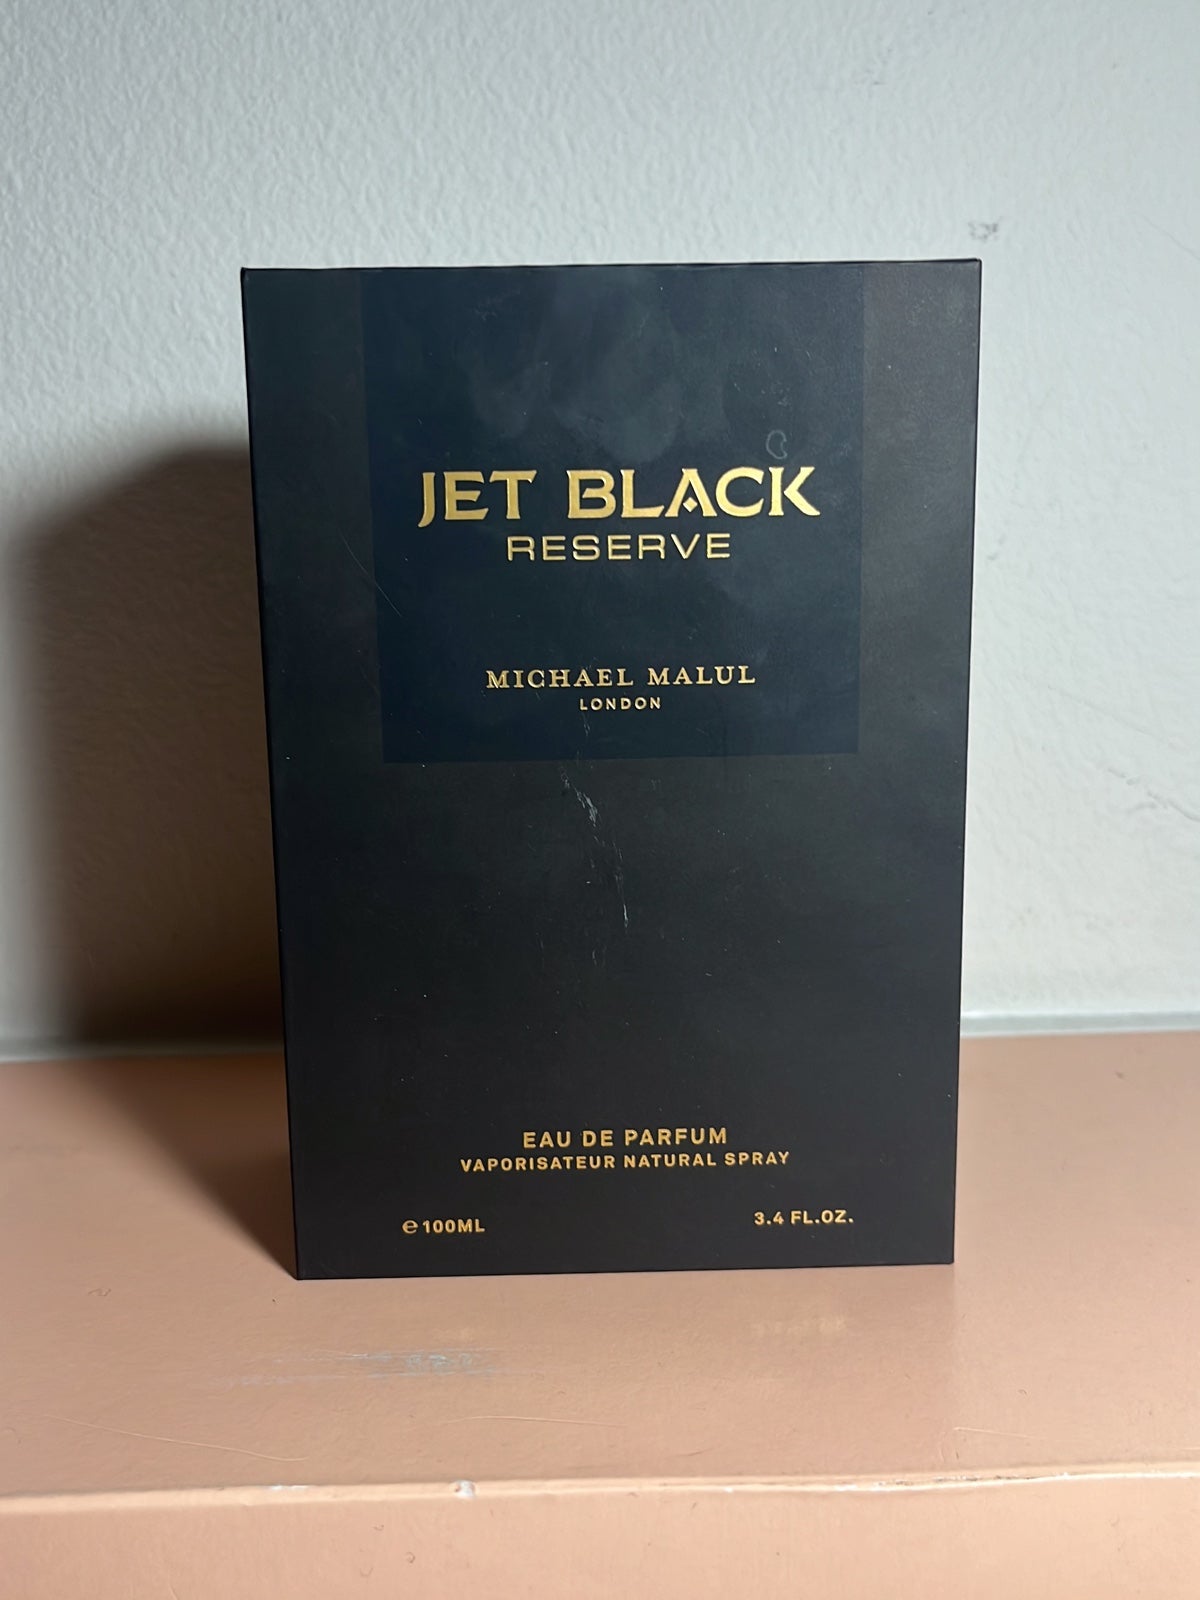 JET BLACK
RESERVE
MICHAEL MALUL
LONDON
EAU DE PARFUM
VAPORISATEUR NATURAL SPRAY
℮100ML
3.4 FL.OZ.